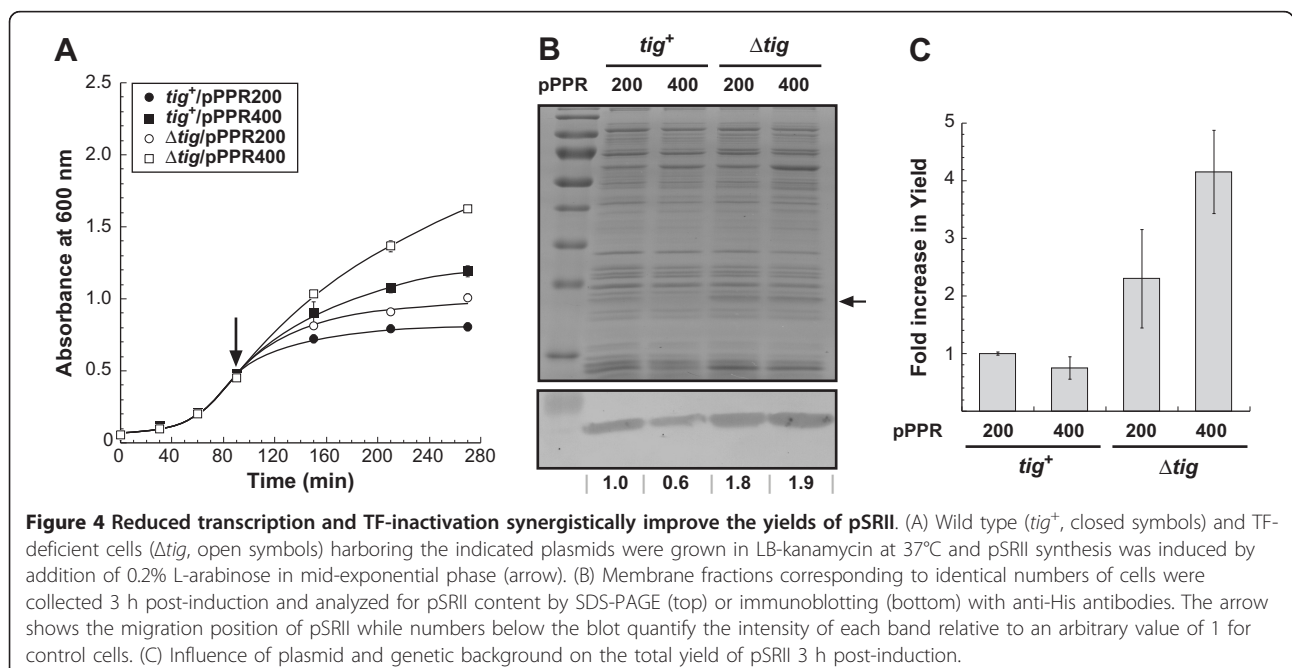 A
2.5
2.0
1.5
1.0
0.5
0
Absorbance at 600 nm
tig+/pPPR200
tig+/pPPR400
Δtig/pPPR200
Δtig/pPPR400
0 40 80 120 160 200 240 280
Time (min)
B
tig+ Δtig
pPPR 200 400 200 400
| 1.0 | 0.6 | 1.8 | 1.9 |
C
5
4
3
2
1
Fold increase in Yield
pPPR 200 400 200 400
tig+ Δtig
Figure 4 Reduced transcription and TF-inactivation synergistically improve the yields of pSRII. (A) Wild type (tig+, closed symbols) and TF-
deficient cells (Δtig, open symbols) harboring the indicated plasmids were grown in LB-kanamycin at 37°C and pSRII synthesis was induced by
addition of 0.2% L-arabinose in mid-exponential phase (arrow). (B) Membrane fractions corresponding to identical numbers of cells were
collected 3 h post-induction and analyzed for pSRII content by SDS-PAGE (top) or immunoblotting (bottom) with anti-His antibodies. The arrow
shows the migration position of pSRII while numbers below the blot quantify the intensity of each band relative to an arbitrary value of 1 for
control cells. (C) Influence of plasmid and genetic background on the total yield of pSRII 3 h post-induction.